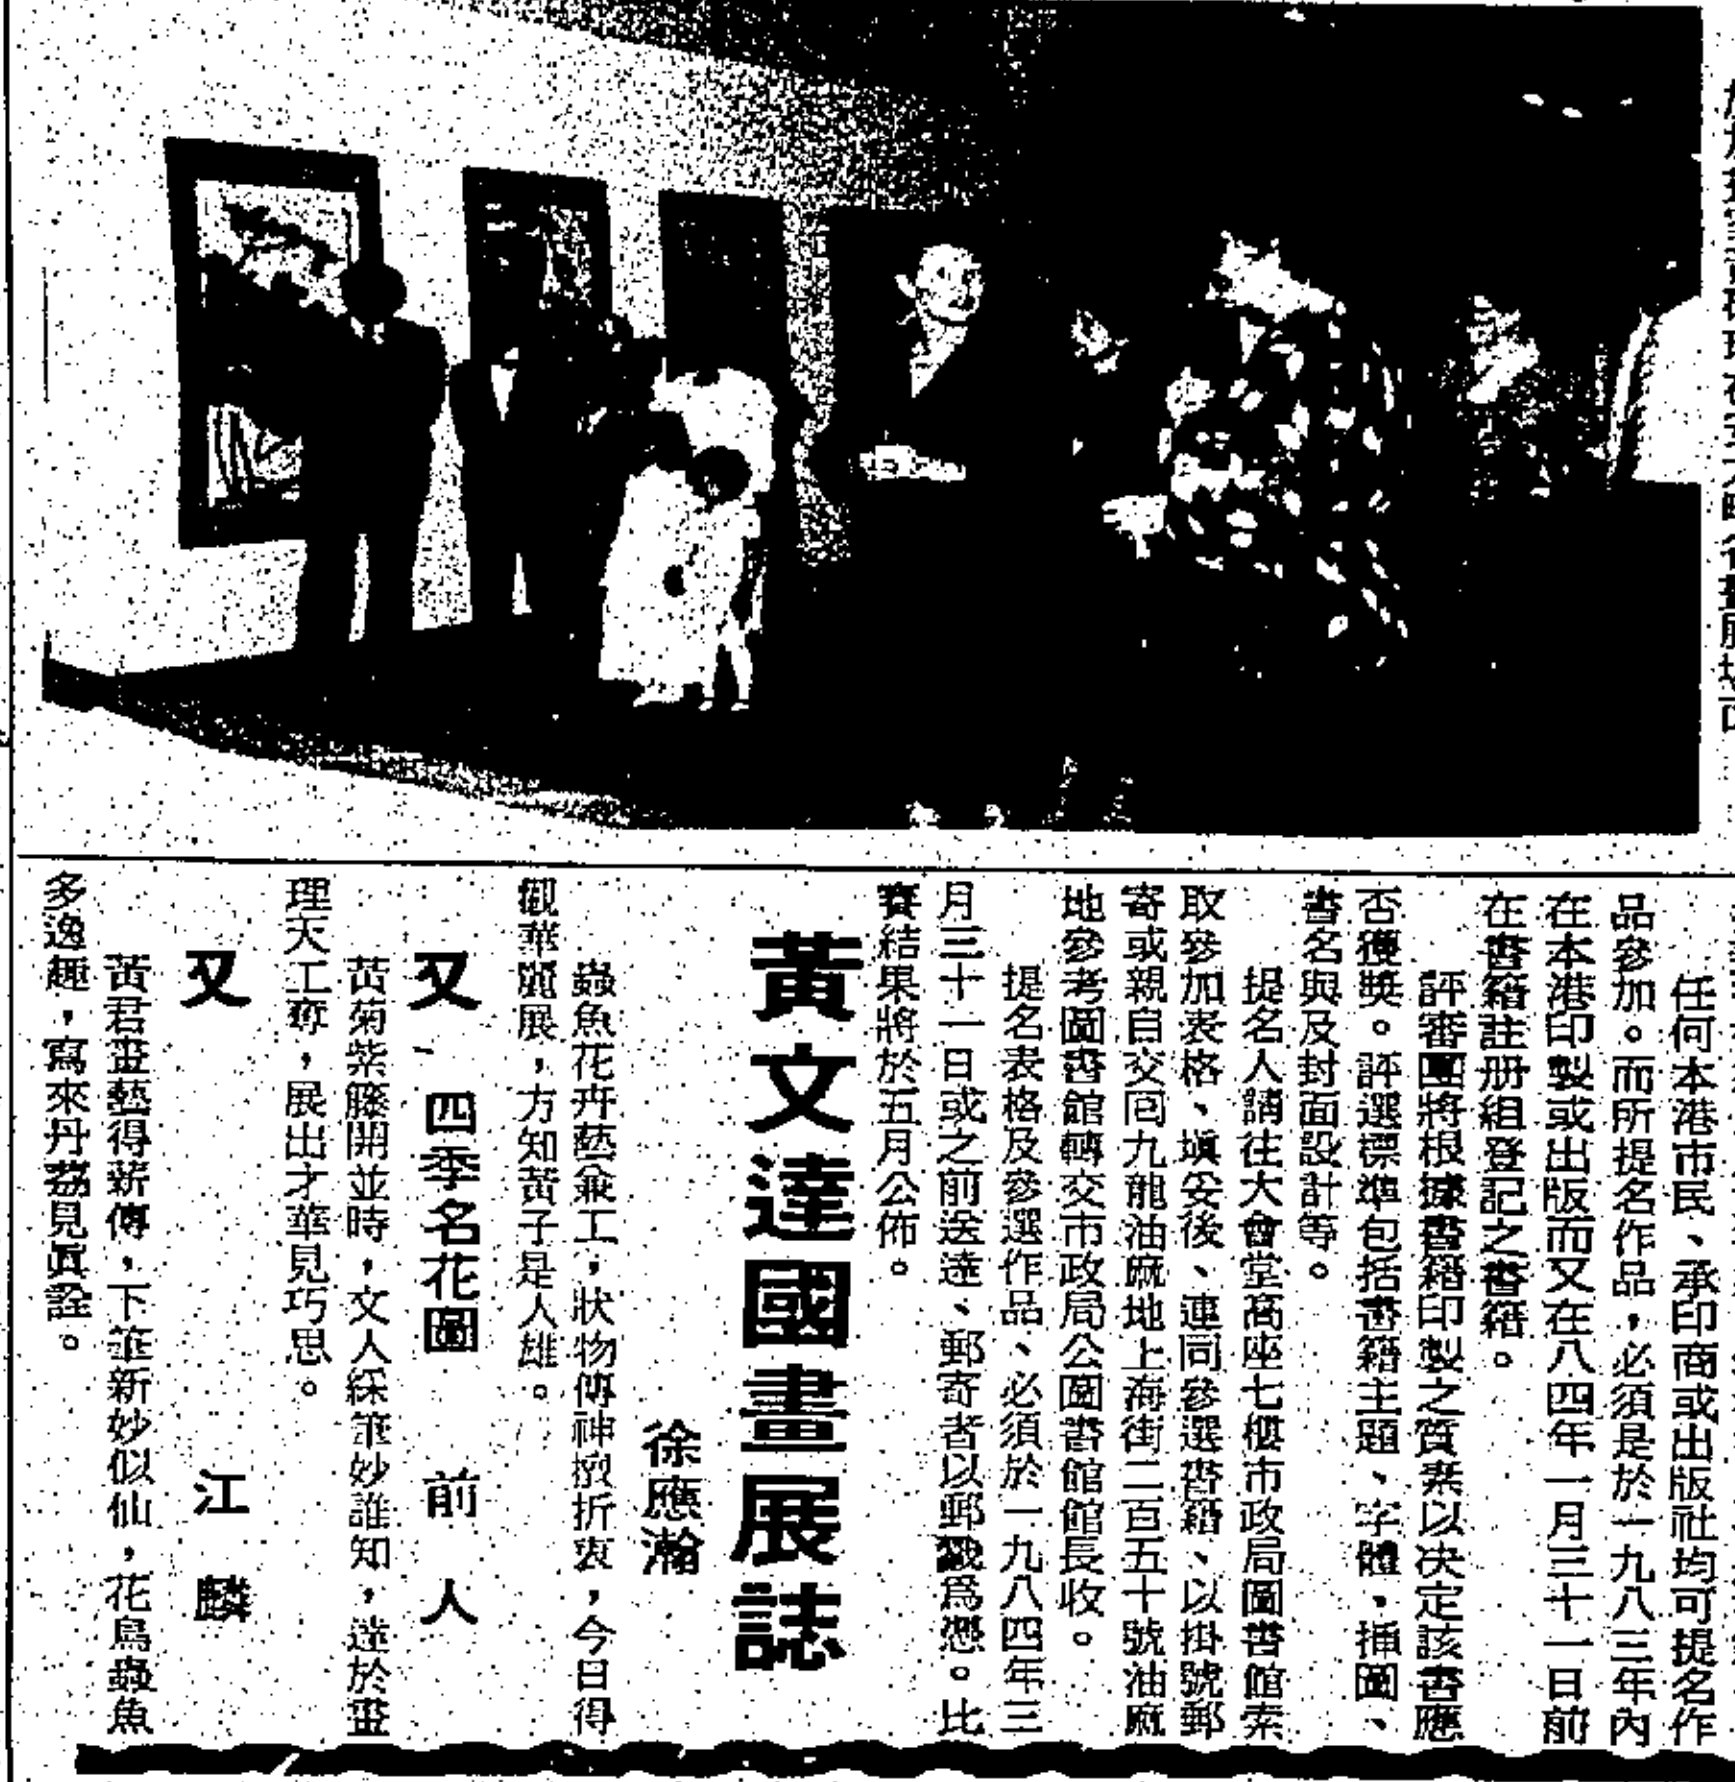 任何本港市民、承印商或出版社均可提名作
品參加。而所提名作品，必須是於一九八三年內
在本港印製或出版而又在八四年一月三十一日前
在書籍註册組登記之書籍。
評審團將根據書籍印製之質素以决定該書應
否獲獎。評選標準包括書籍主題、字體、揷圖、
書名與及封面設計等。
提名人請往大會堂高座七樓市政局圖書館索
取參加表格、塡妥後、連同參選書籍、以掛號郵
寄或親自交囘九龍油麻地上海街二百五十號油麻
地參考圖書館轉交市政局公圖書館館長收。
提名表格及參選作品、必須於一九八四年三
月三十一日或之前送達、郵寄者以郵戳爲憑。比
賽結果將於五月公佈。
黃文達國畫展誌
徐應瀚
蟲魚花卉藝兼工，狀物傳神折衷，今日得
觀華麗展，方知黃子是人雄。
又 四季名花圖 前人
黃菊紫籐開並時，文人綵筆妙誰知，達於畫
理天工奪，展出才華見巧思。
又 江麟
黃君畫藝得薪傳，下筆新妙似仙，花鳥蟲魚
多逸趣，寫來丹荔見眞詮。